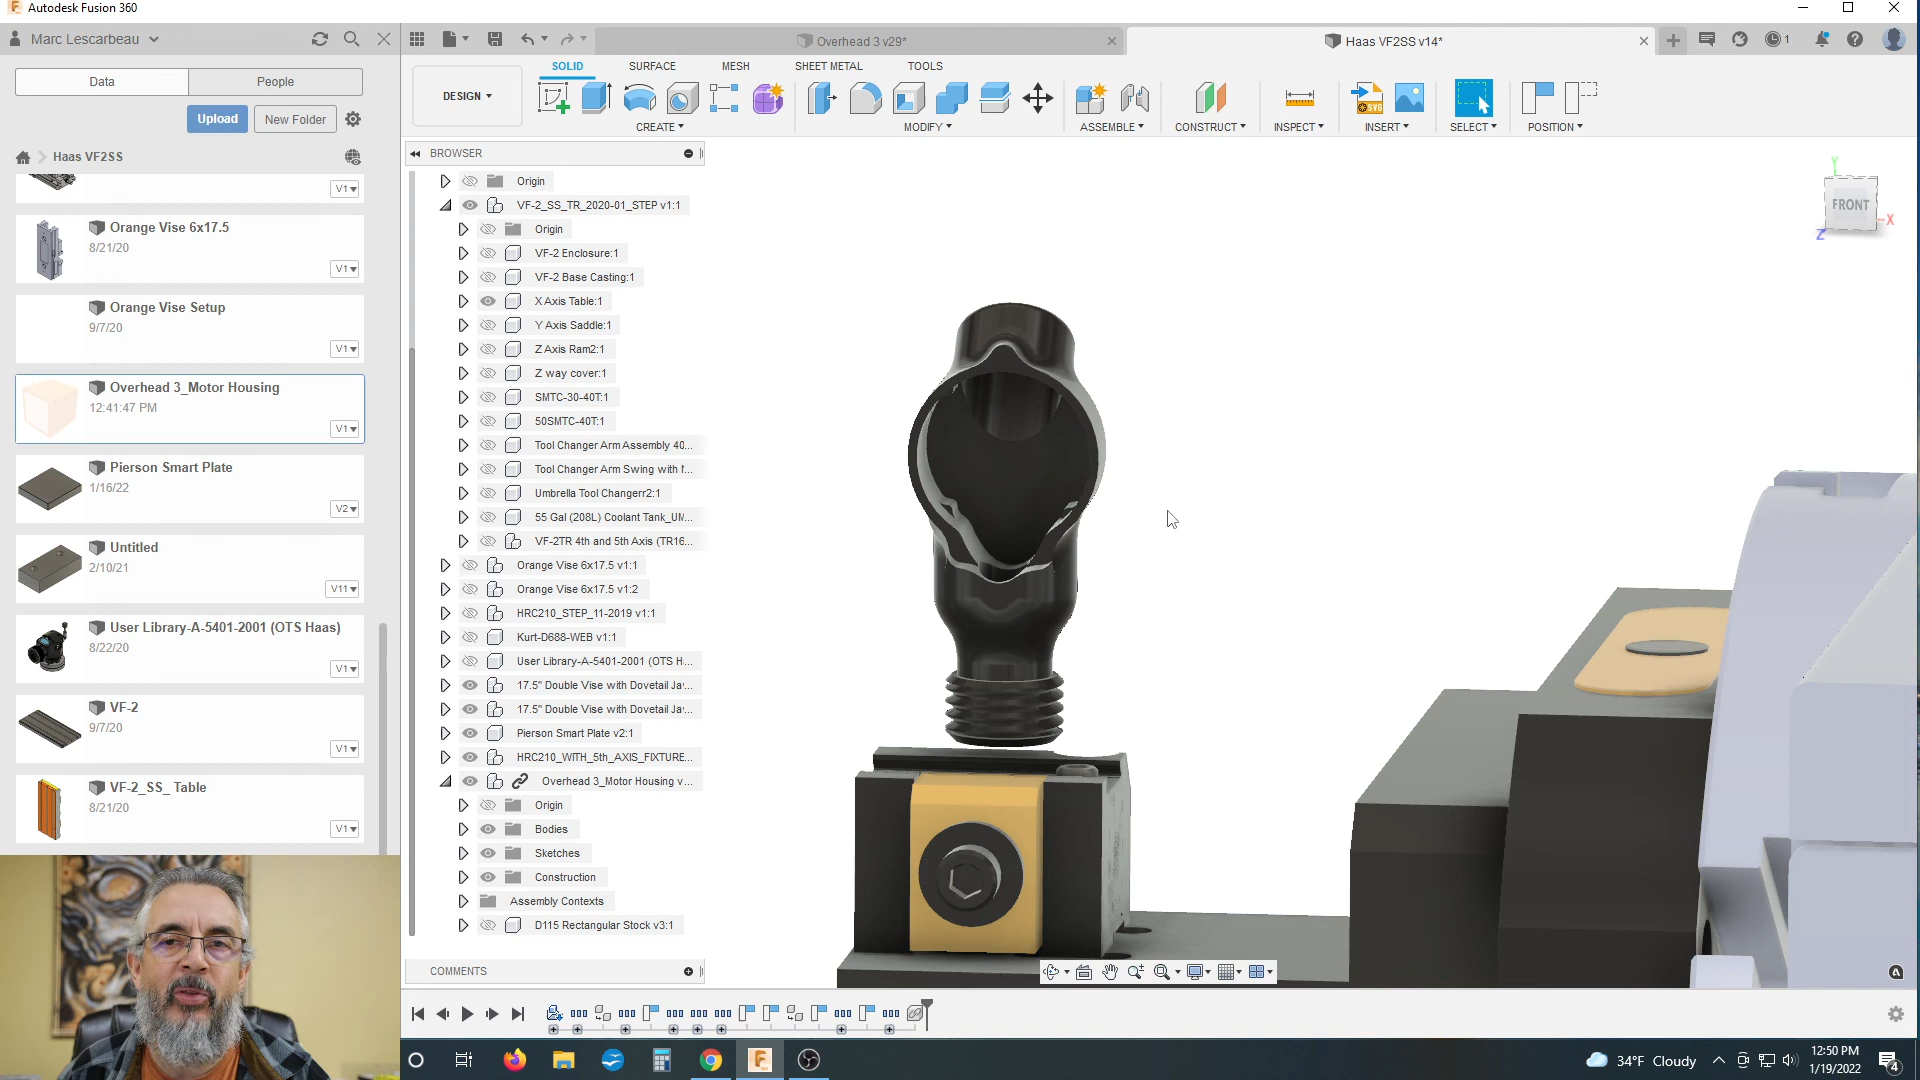 Autodesk Fusion 360
Marc Lescarbeau
Overhead 3 v29*
Haas VF2SS v14*
1
Data
People
DESIGN
SOLID
SURFACE
MESH
SHEET METAL
TOOLS
Upload
New Folder
CREATE
MODIFY
ASSEMBLE
CONSTRUCT
INSPECT
INSERT
SELECT
POSITION
Haas VF2SS
BROWSER
V1
Orange Vise 6x17.5
8/21/20
V1
Orange Vise Setup
9/7/20
V1
Overhead 3_Motor Housing
12:41:47 PM
V1
Pierson Smart Plate
1/16/22
V2
Untitled
2/10/21
V11
User Library-A-5401-2001 (OTS Haas)
8/22/20
V1
VF-2
9/7/20
V1
VF-2_SS_ Table
8/21/20
V1
Origin
VF-2_SS_TR_2020-01_STEP v1:1
Origin
VF-2 Enclosure:1
VF-2 Base Casting:1
X Axis Table:1
Y Axis Saddle:1
Z Axis Ram2:1
Z way cover:1
SMTC-30-40T:1
50SMTC-40T:1
Tool Changer Arm Assembly 40...
Tool Changer Arm Swing with M...
Umbrella Tool Changerr2:1
55 Gal (208L) Coolant Tank_UM...
VF-2TR 4th and 5th Axis (TR16...
Orange Vise 6x17.5 v1:1
Orange Vise 6x17.5 v1:2
HRC210_STEP_11-2019 v1:1
Kurt-D688-WEB v1:1
User Library-A-5401-2001 (OTS H...
17.5" Double Vise with Dovetail Ja...
17.5" Double Vise with Dovetail Ja...
Pierson Smart Plate v2:1
HRC210_WITH_5th_AXIS_FIXTURE...
Overhead 3_Motor Housing v...
Origin
Bodies
Sketches
Construction
Assembly Contexts
D115 Rectangular Stock v3:1
COMMENTS
Y
FRONT
X
Z
34°F Cloudy
12:50 PM
1/19/2022
4